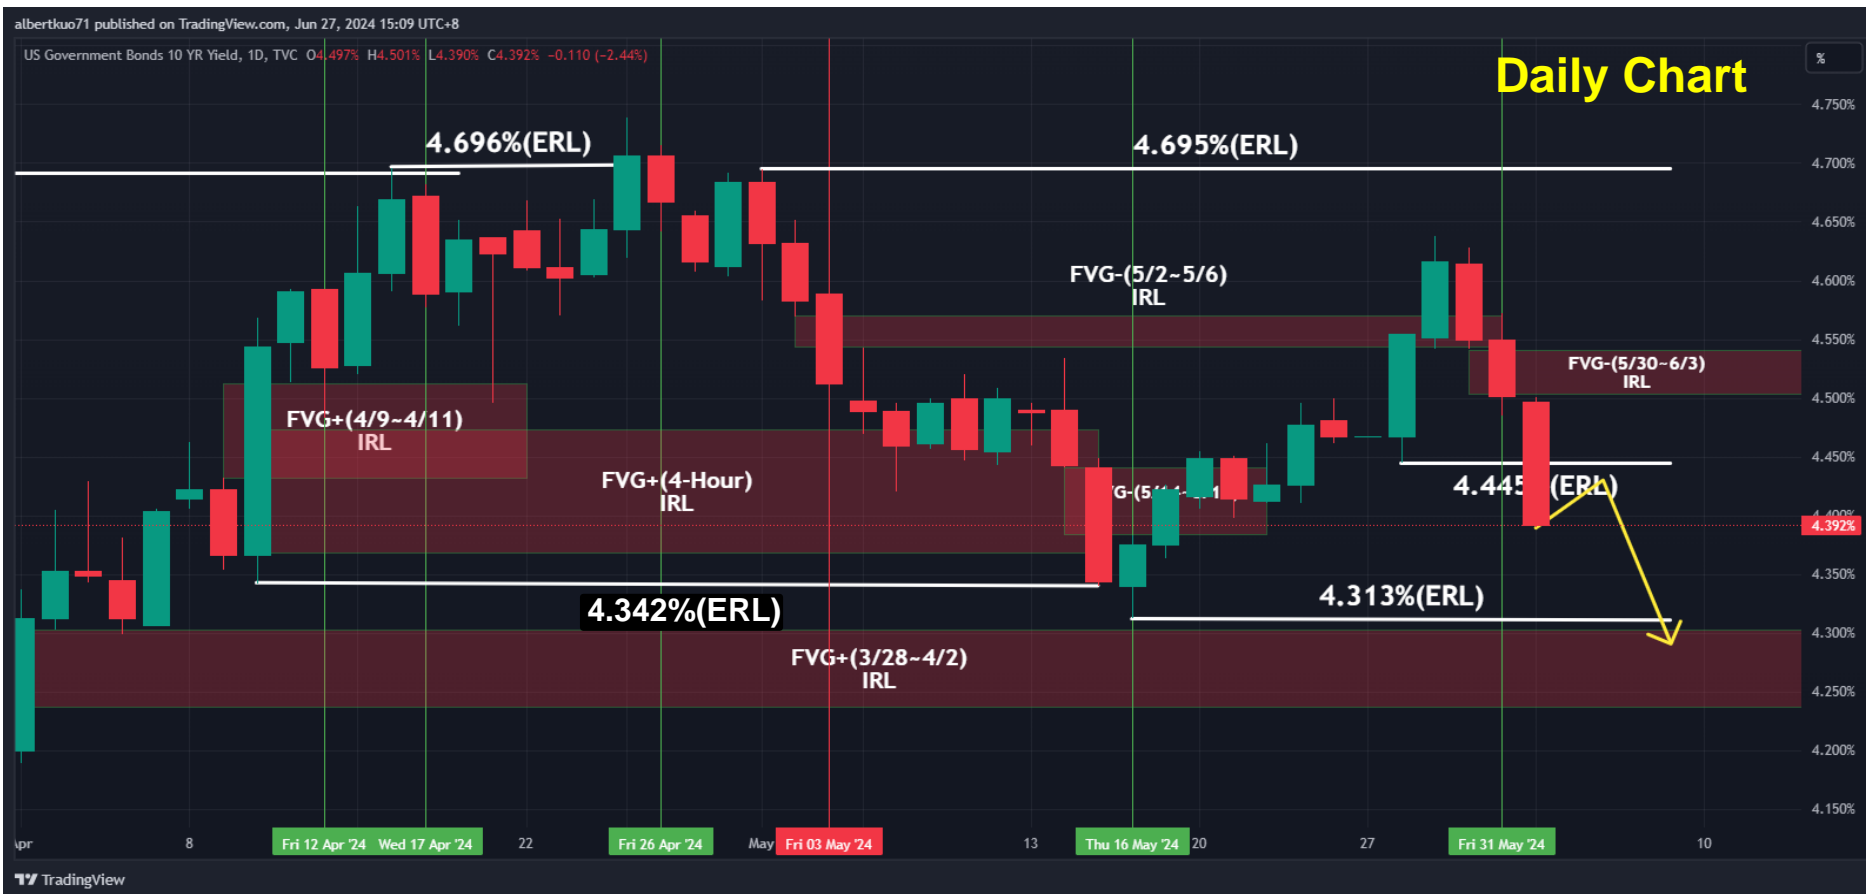 albertkuo71 published on TradingView.com, Jun 27, 2024 15:09 UTC+8
US Government Bonds 10 YR Yield, 1D, TVC O4.497% H4.501% L4.390% C4.392% −0.110 (−2.44%)
Daily Chart
%
4.750%
4.696%(ERL)
4.695%(ERL)
4.700%
4.650%
FVG-(5/2~5/6)
IRL
4.600%
4.550%
FVG-(5/30~6/3)
IRL
4.500%
FVG+(4/9~4/11)
IRL
4.450%
FVG+(4-Hour)
IRL
4.445 (ERL)
4.400%
4.392%
4.350%
4.342%(ERL)
4.313%(ERL)
4.300%
FVG+(3/28~4/2)
IRL
4.250%
4.200%
4.150%
8 Fri 12 Apr '24 Wed 17 Apr '24 22 Fri 26 Apr '24 May Fri 03 May '24 13 Thu 16 May '24 20 27 Fri 31 May '24 10
TradingView